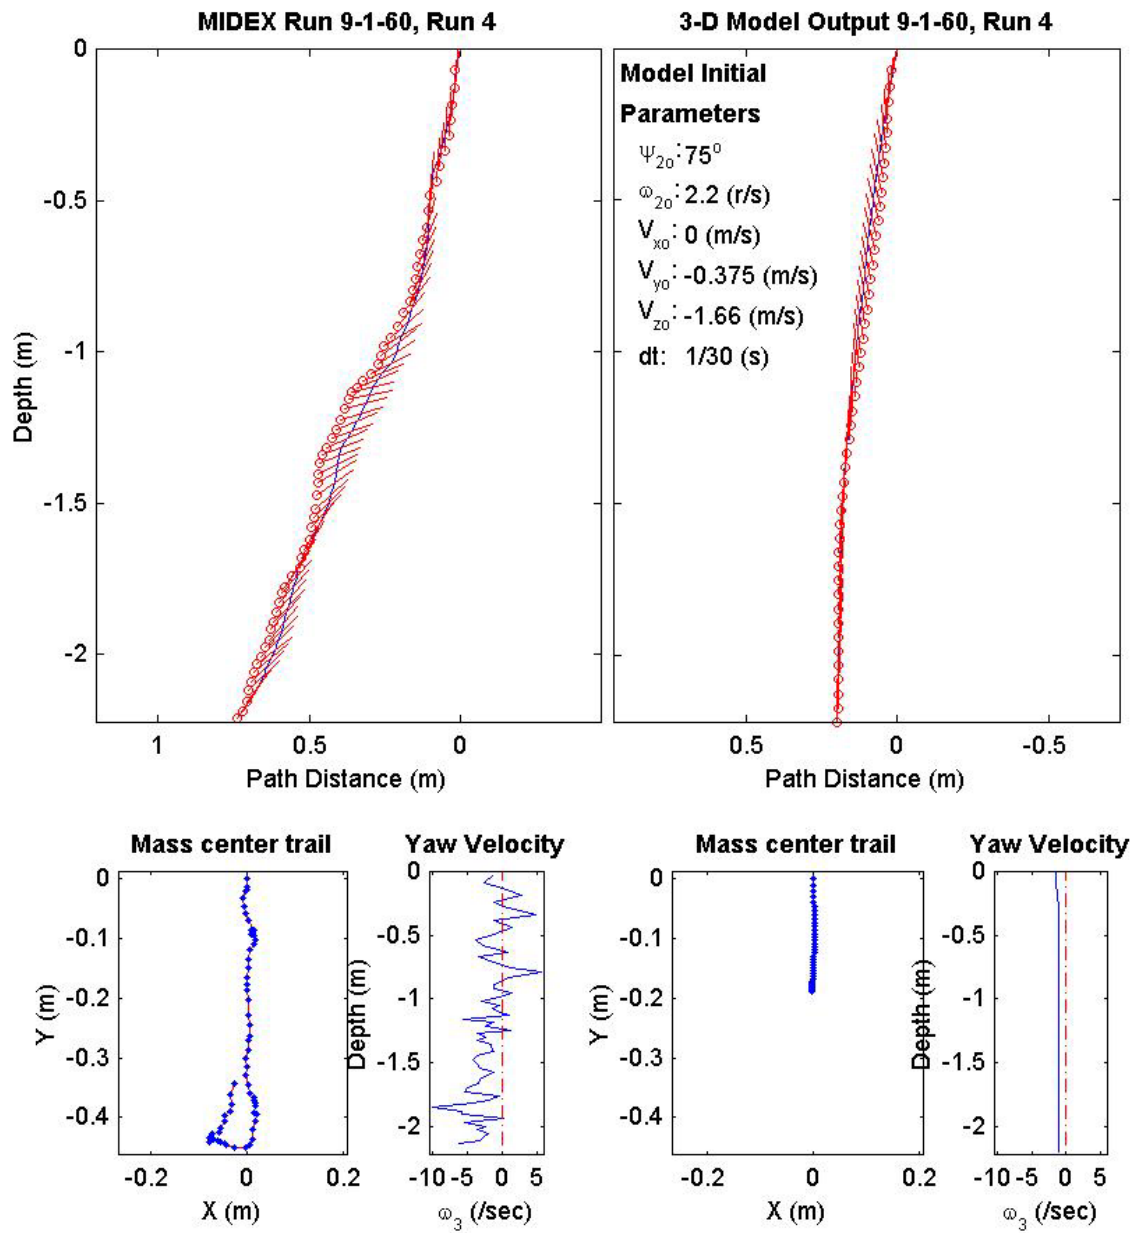 MIDEX Run 9-1-60, Run 4
3-D Model Output 9-1-60, Run 4
0
-0.5
-1
-1.5
-2
Depth (m)
1
0.5
0
Path Distance (m)
Model Initial
Parameters
Ψ2o: 75o
ω2o: 2.2 (r/s)
Vxo: 0 (m/s)
Vyo: -0.375 (m/s)
Vzo: -1.66 (m/s)
dt: 1/30 (s)
0.5
0
-0.5
Path Distance (m)
Mass center trail
0
-0.1
-0.2
-0.3
-0.4
Y (m)
-0.2
0
0.2
X (m)
Yaw Velocity
0
-0.5
-1
-1.5
-2
Depth (m)
-10
-5
0
5
ω3 (/sec)
Mass center trail
0
-0.1
-0.2
-0.3
-0.4
Y (m)
-0.2
0
0.2
X (m)
Yaw Velocity
0
-0.5
-1
-1.5
-2
Depth (m)
-10
-5
0
5
ω3 (/sec)